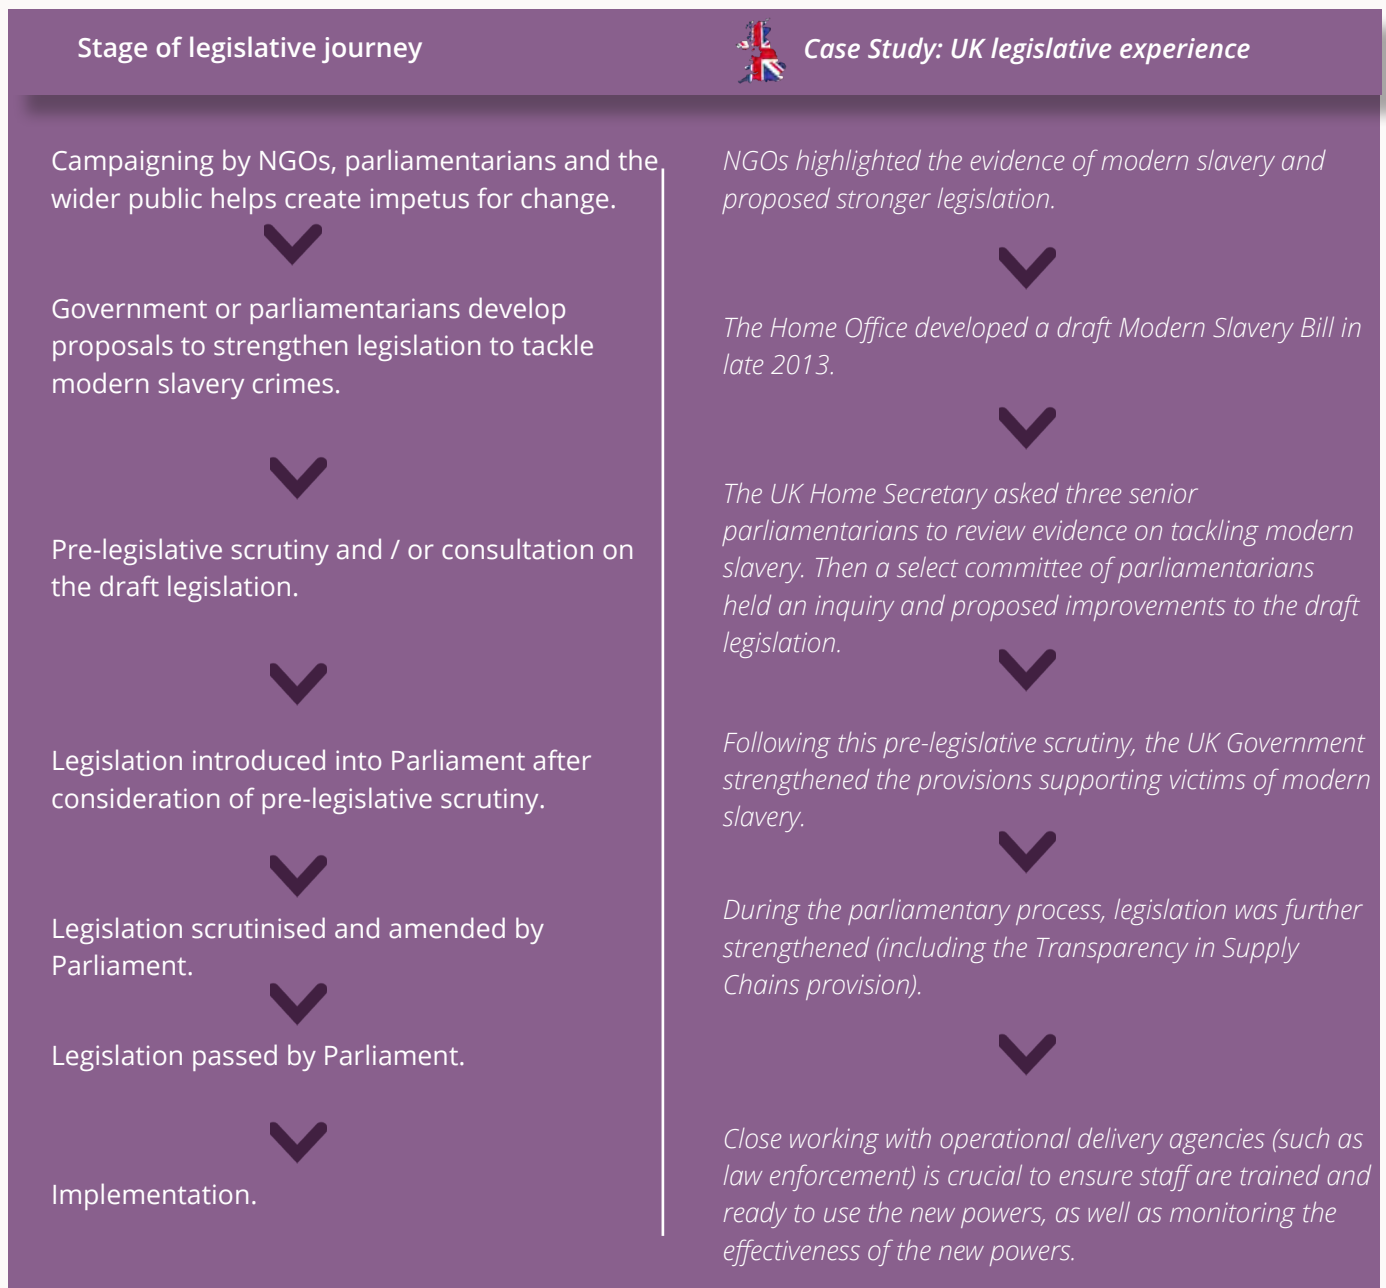 Stage of legislative journey
Case Study: UK legislative experience
Campaigning by NGOs, parliamentarians and the
wider public helps create impetus for change.
Government or parliamentarians develop
proposals to strengthen legislation to tackle
modern slavery crimes.
Pre-legislative scrutiny and / or consultation on
the draft legislation.
Legislation introduced into Parliament after
consideration of pre-legislative scrutiny.
Legislation scrutinised and amended by
Parliament.
Legislation passed by Parliament.
Implementation.
NGOs highlighted the evidence of modern slavery and
proposed stronger legislation.
The Home Office developed a draft Modern Slavery Bill in
late 2013.
The UK Home Secretary asked three senior
parliamentarians to review evidence on tackling modern
slavery. Then a select committee of parliamentarians
held an inquiry and proposed improvements to the draft
legislation.
Following this pre-legislative scrutiny, the UK Government
strengthened the provisions supporting victims of modern
slavery.
During the parliamentary process, legislation was further
strengthened (including the Transparency in Supply
Chains provision).
Close working with operational delivery agencies (such as
law enforcement) is crucial to ensure staff are trained and
ready to use the new powers, as well as monitoring the
effectiveness of the new powers.